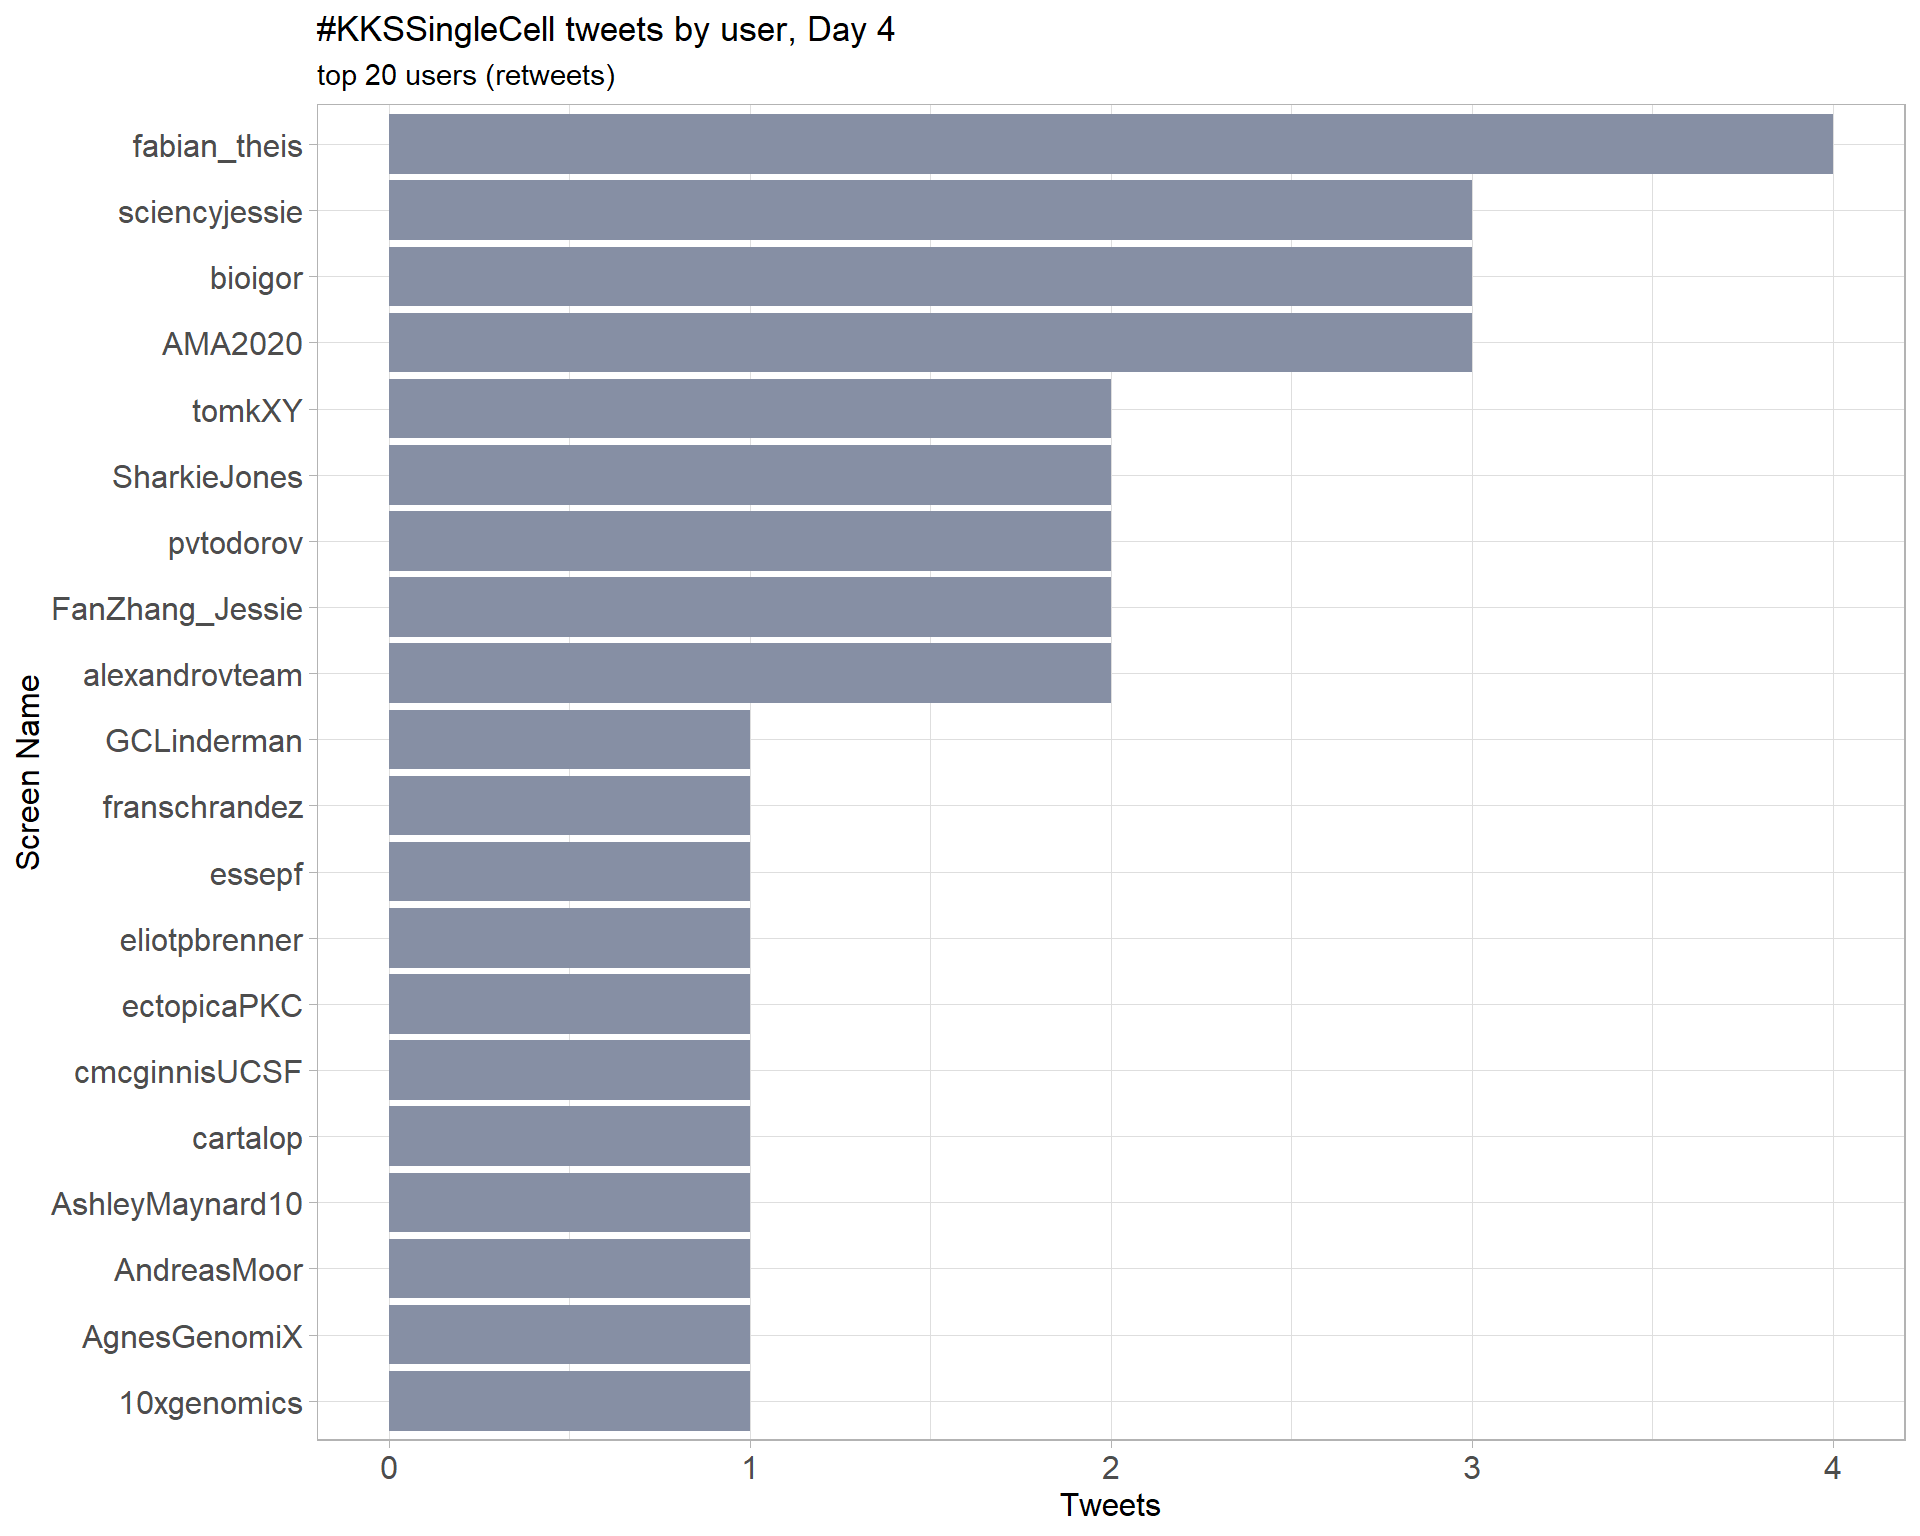 #KKSSingleCell tweets by user, Day 4
top 20 users (retweets)
fabian_theis
sciencyjessie
bioigor
AMA2020
tomkXY
SharkieJones
pvtodorov
FanZhang_Jessie
alexandrovteam
GCLinderman
franschrandez
essepf
eliotpbrenner
ectopicaPKC
cmcginnisUCSF
cartalop
AshleyMaynard10
AndreasMoor
AgnesGenomiX
10xgenomics
Screen Name
0 1 2 3 4
Tweets